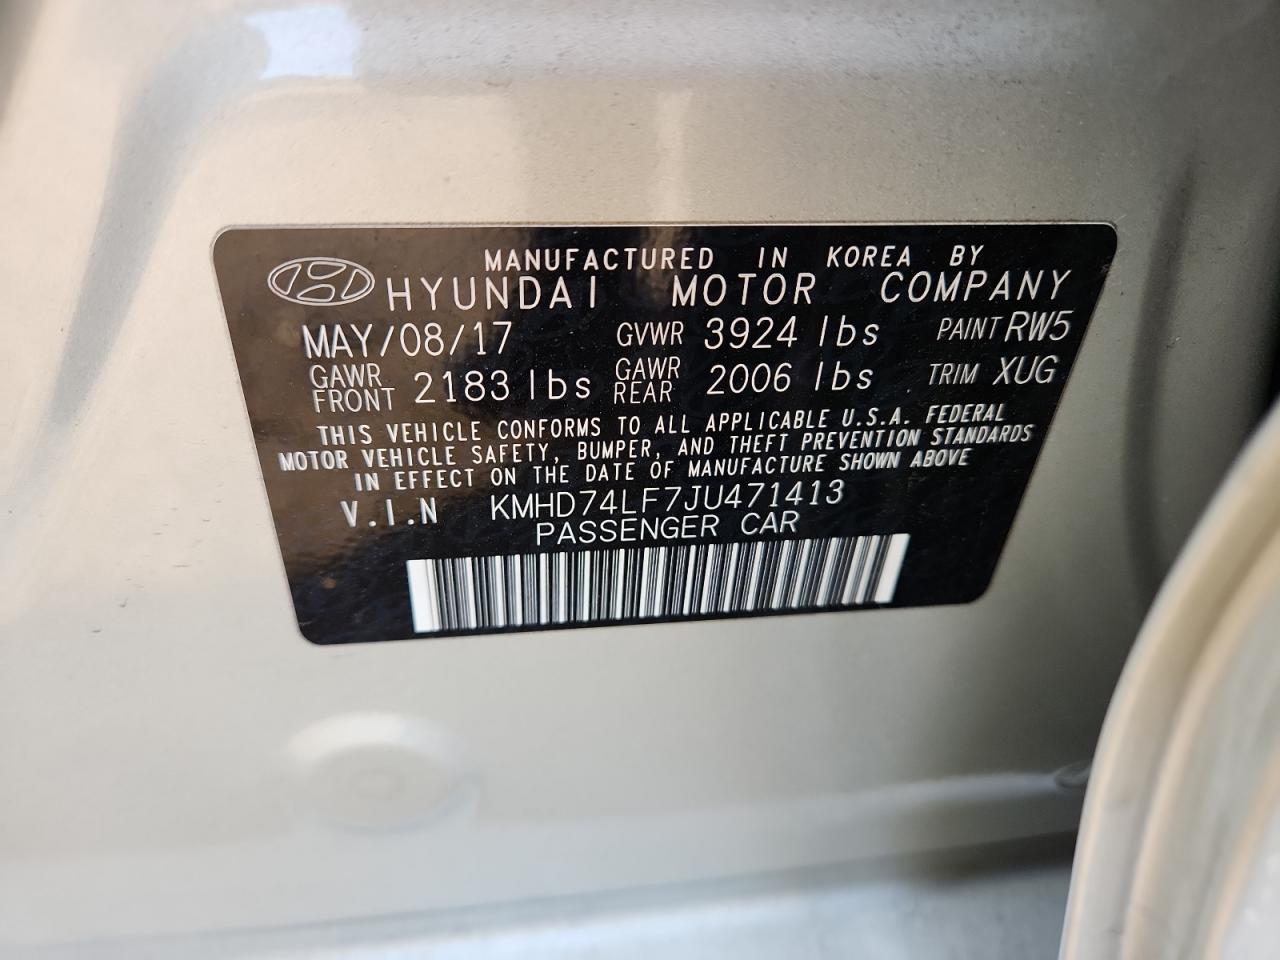 MANUFACTURED IN KOREA BY
HYUNDAI MOTOR COMPANY
MAY/08/17 GVWR 3924 lbs PAINT RW5
GAWR FRONT 2183 lbs GAWR REAR 2006 lbs TRIM XUG
THIS VEHICLE CONFORMS TO ALL APPLICABLE U.S.A. FEDERAL
MOTOR VEHICLE SAFETY, BUMPER, AND THEFT PREVENTION STANDARDS
IN EFFECT ON THE DATE OF MANUFACTURE SHOWN ABOVE
V.I.N KMHD74LF7JU471413
PASSENGER CAR